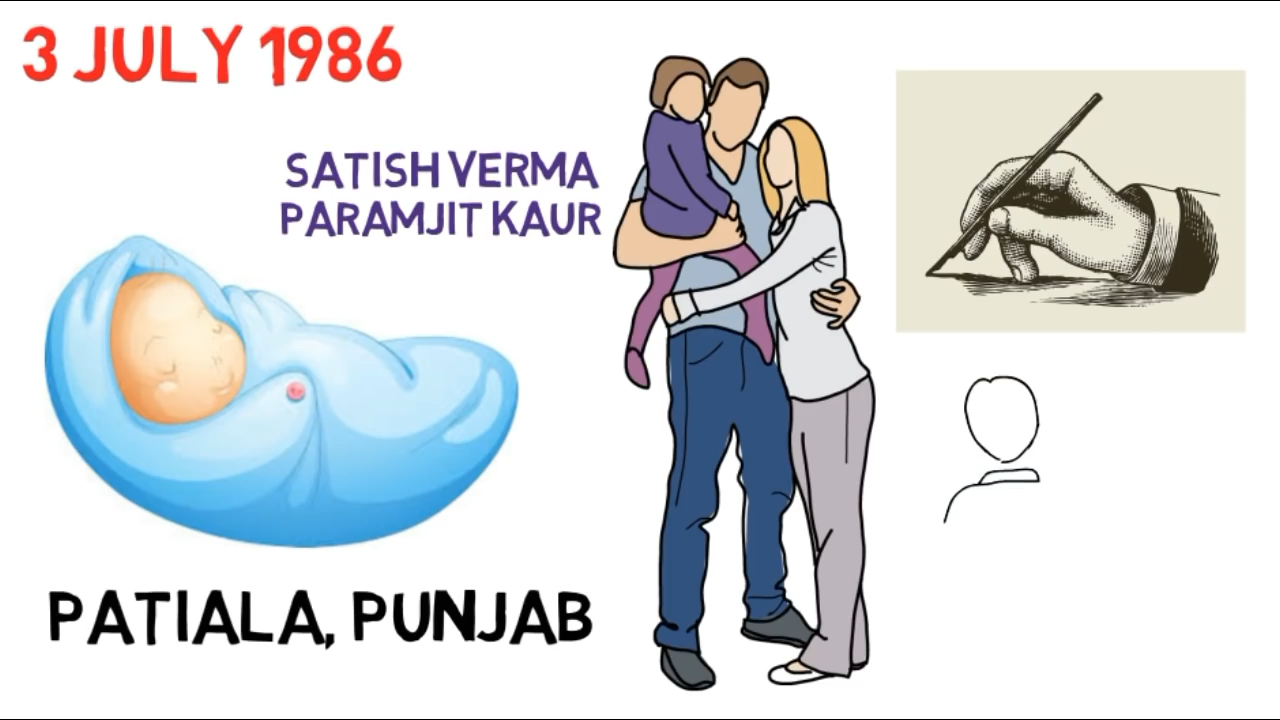 3 JULY 1986
SATISH VERMA
PARAMJIT KAUR
PATIALA, PUNJAB